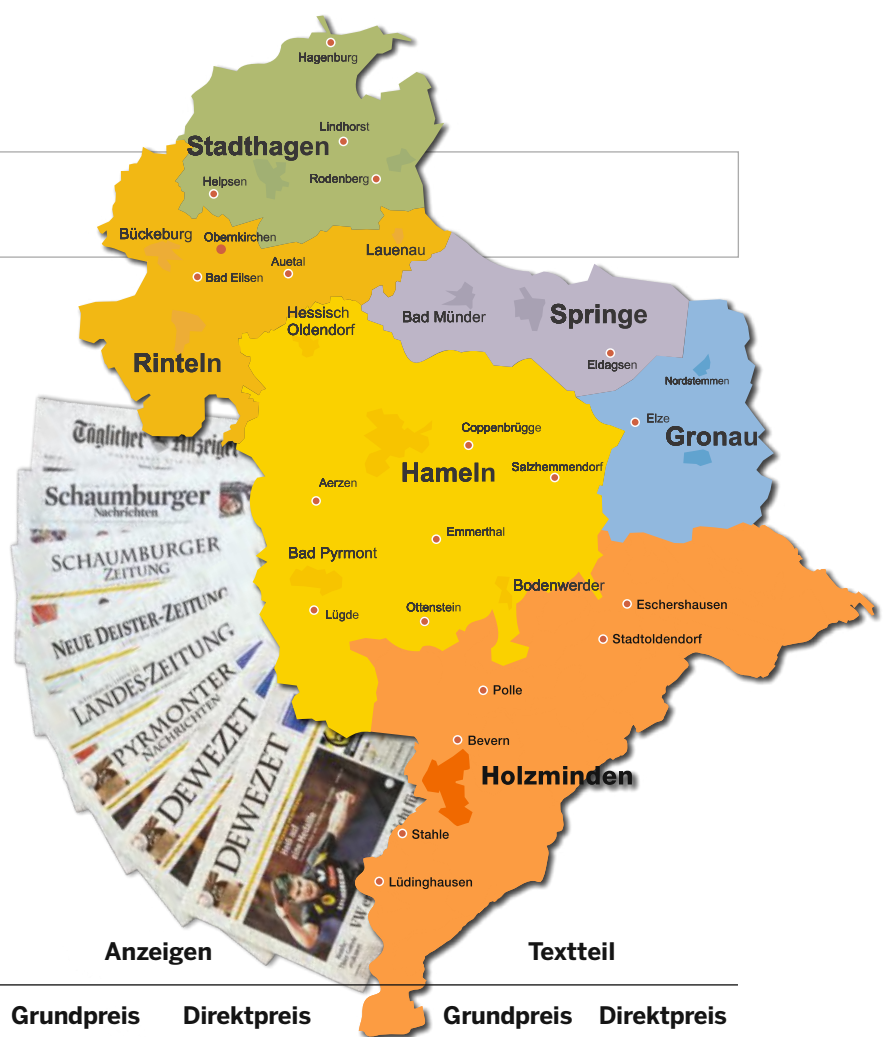 Hagenburg
Lindhorst
Stadthagen
Helpsen
Rodenberg
Bückeburg
Obernkirchen
Lauenau
Auetal
Bad Eilsen
Hessisch
Oldendorf
Bad Münder
Springe
Rinteln
Eldagsen
Nordstemmen
Elze
Gronau
Coppenbrügge
Hameln
Salzhemmendorf
Aerzen
Emmerthal
Bad Pyrmont
Bodenwerder
Lügde
Ottenstein
Eschershausen
Stadtoldendorf
Polle
Bevern
Holzminden
Stahle
Lüdinghausen
Täglicher Anzeiger
Schaumburger
Nachrichten
SCHAUMBURGER
ZEITUNG
NEUE DEISTER-ZEITUNG
LANDES-ZEITUNG
PYRMONTER
NACHRICHTEN
DEWEZET
DEWEZET
Anzeigen
Textteil
Grundpreis Direktpreis Grundpreis Direktpreis